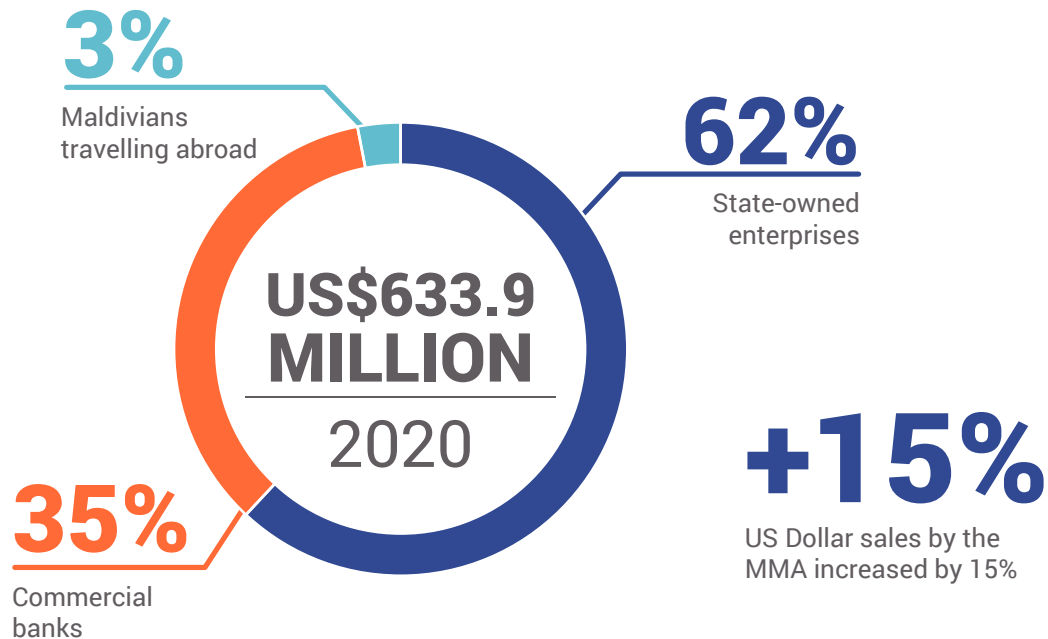 3%
Maldivians
travelling abroad
62%
State-owned
enterprises
US$633.9
MILLION
2020
35%
Commercial
banks
+15%
US Dollar sales by the
MMA increased by 15%